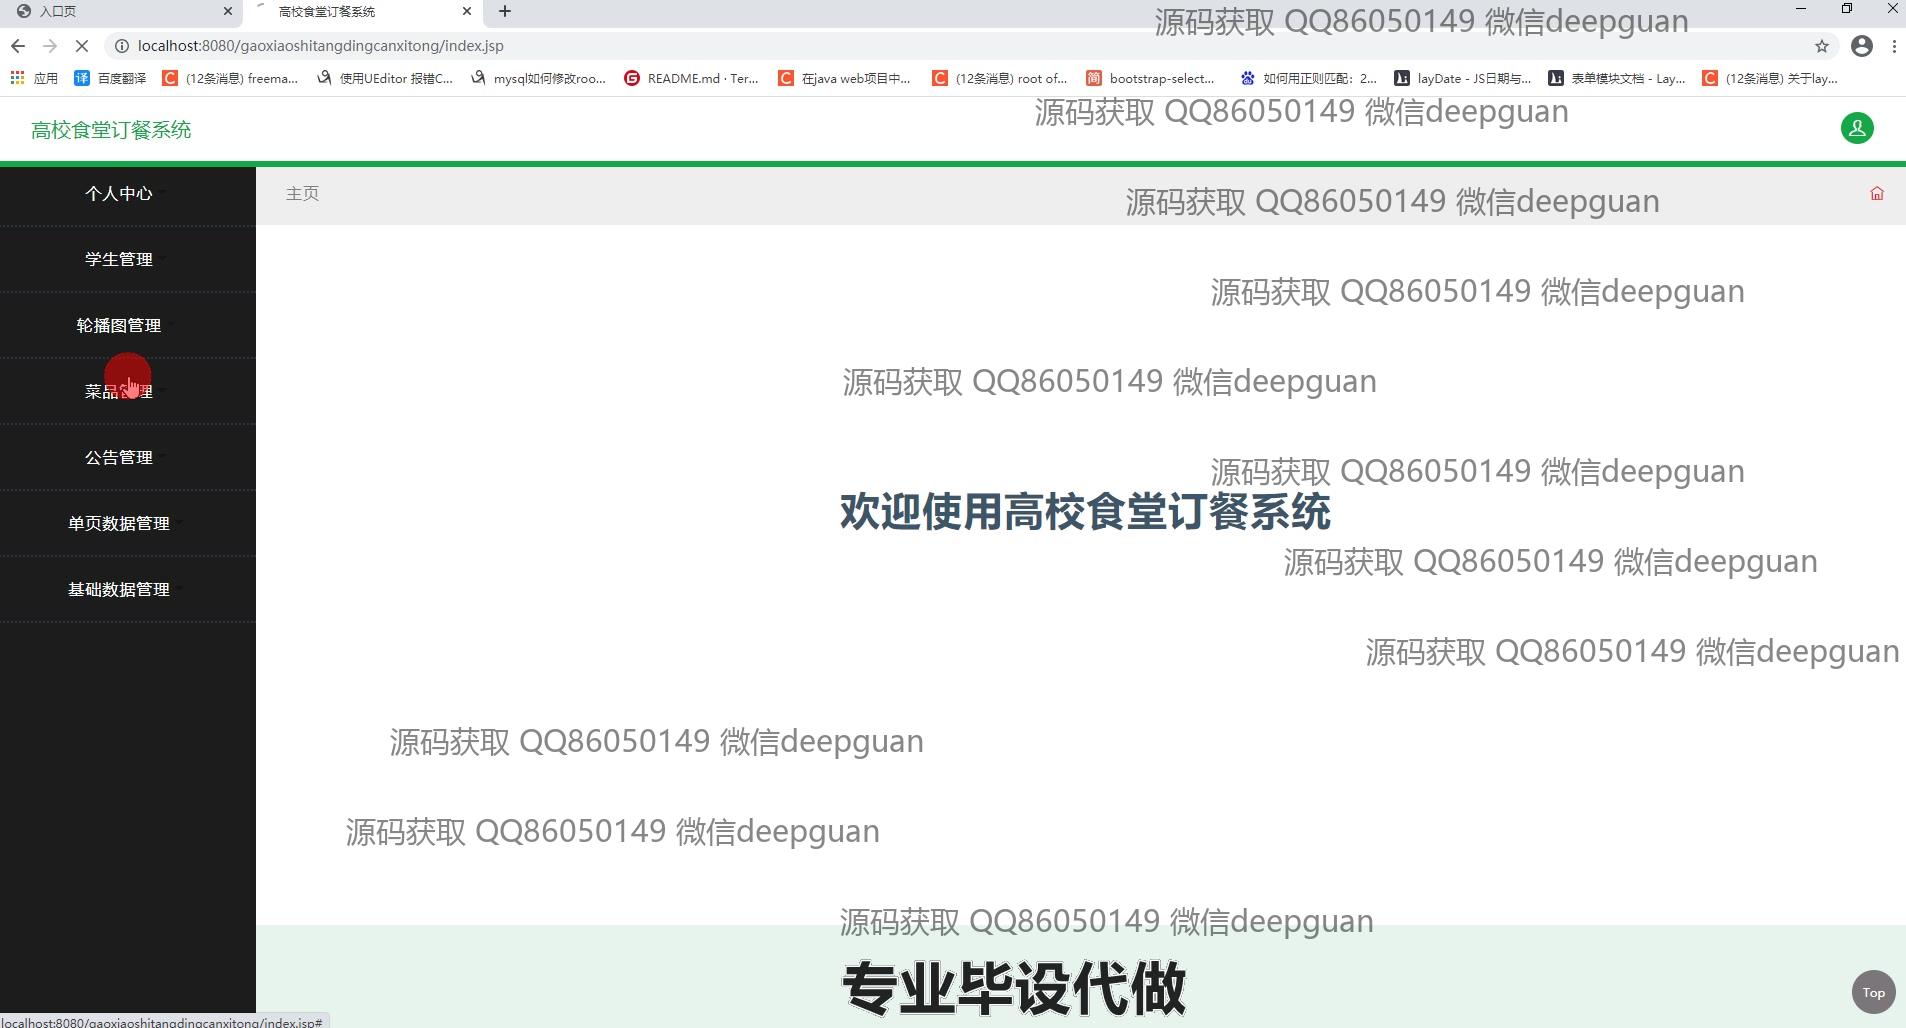 入口页
高校食堂订餐系统
源码获取 QQ86050149 微信deepguan
localhost:8080/gaoxiaoshitangdingcanxitong/index.jsp
应用
百度翻译
(12条消息) freema...
使用UEditor 报错C...
mysql如何修改roo...
README.md · Ter...
在java web项目中...
(12条消息) root of...
bootstrap-select...
如何用正则匹配：2...
layDate - JS日期与...
表单模块文档 - Lay...
(12条消息) 关于lay...
源码获取 QQ86050149 微信deepguan
高校食堂订餐系统
个人中心
主页
源码获取 QQ86050149 微信deepguan
学生管理
源码获取 QQ86050149 微信deepguan
轮播图管理
源码获取 QQ86050149 微信deepguan
菜品管理
公告管理
源码获取 QQ86050149 微信deepguan
欢迎使用高校食堂订餐系统
单页数据管理
源码获取 QQ86050149 微信deepguan
基础数据管理
源码获取 QQ86050149 微信deepguan
源码获取 QQ86050149 微信deepguan
源码获取 QQ86050149 微信deepguan
源码获取 QQ86050149 微信deepguan
专业毕设代做
Top
localhost:8080/gaoxiaoshitangdingcanxitong/index.jsp#